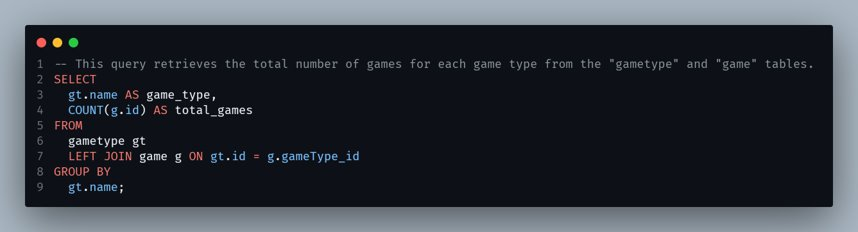 1 -- This query retrieves the total number of games for each game type from the "gametype" and "game" tables.
2 SELECT
3   gt.name AS game_type,
4   COUNT(g.id) AS total_games
5 FROM
6   gametype gt
7   LEFT JOIN game g ON gt.id = g.gameType_id
8 GROUP BY
9   gt.name;